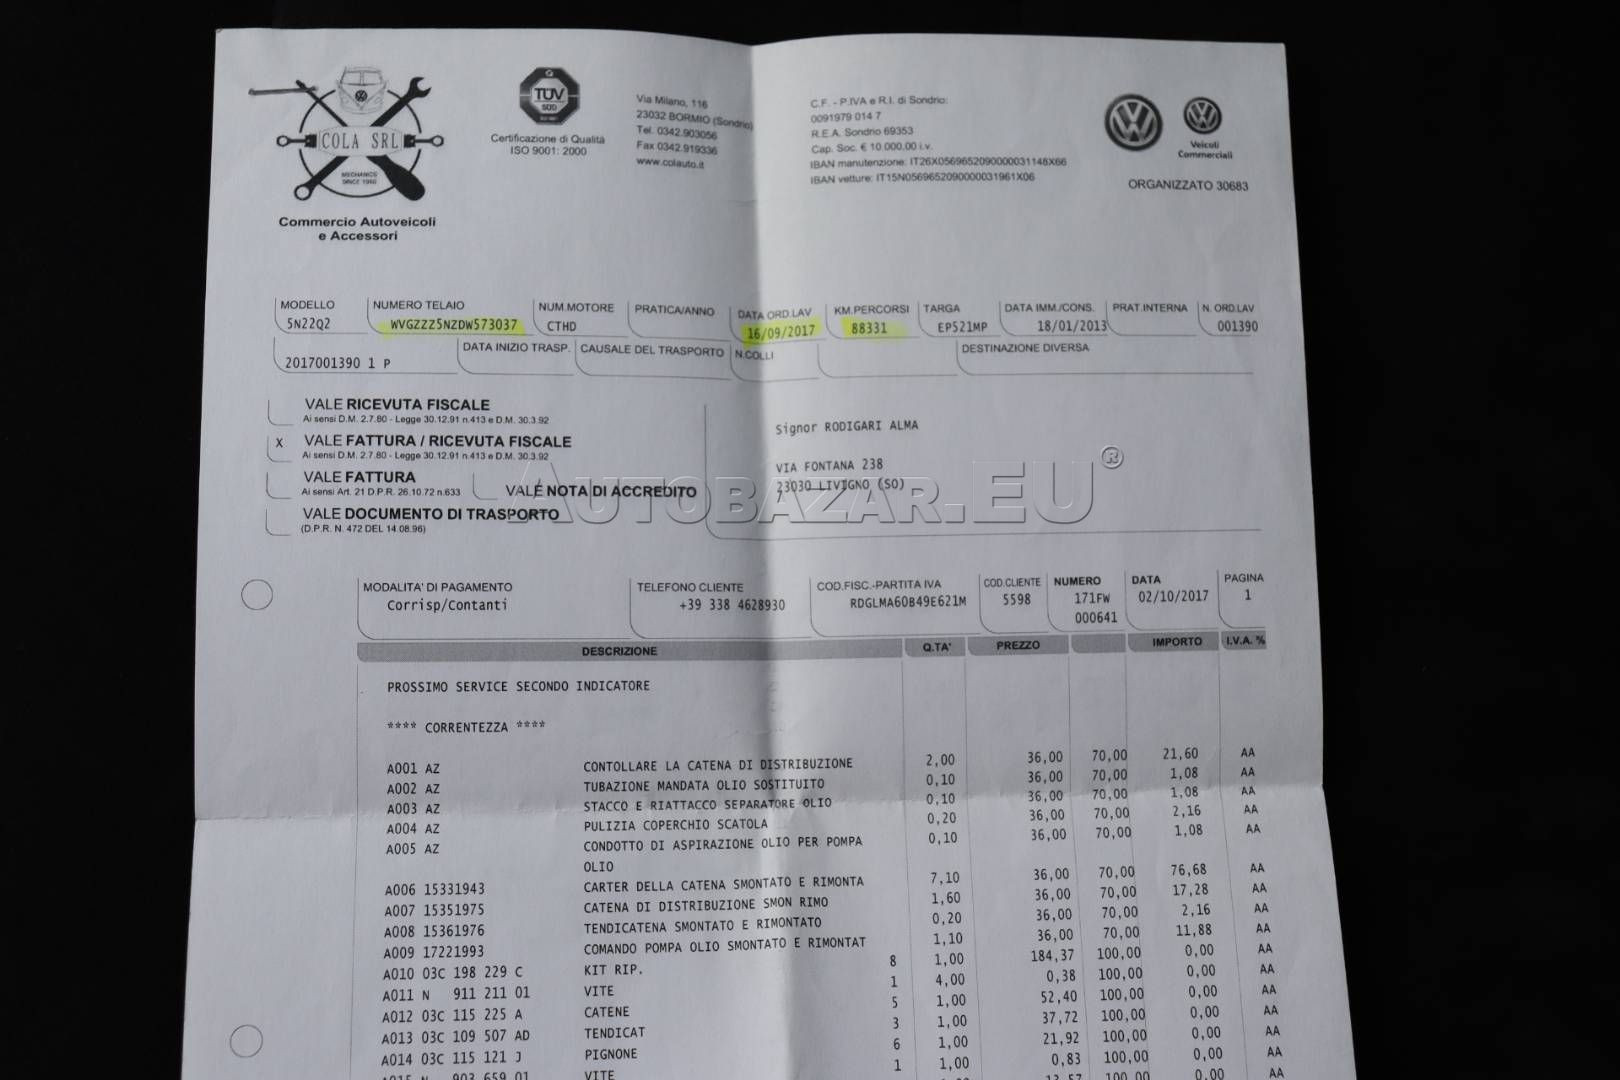 COLA SRL
MECHANICS
SINCE 1960
Commercio Autoveicoli
e Accessori
TÜV
SÜD
Certificazione di Qualità
ISO 9001: 2000
Via Milano, 116
23032 BORMIO (Sondrio)
Tel. 0342.903056
Fax 0342.919336
www.colauto.it
C.F. - P.IVA e R.I. di Sondrio:
0091979 014 7
R.E.A. Sondrio 69353
Cap. Soc. € 10.000.00 i.v.
IBAN manutenzione: IT26X0569652090000031148X66
IBAN vetture: IT15N0569652090000031961X06
Veicoli
Commerciali
ORGANIZZATO 30683
MODELLO NUMERO TELAIO NUM.MOTORE PRATICA/ANNO DATA ORD.LAV KM.PERCORSI TARGA DATA IMM./CONS. PRAT.INTERNA N. ORD.LAV
5N22Q2 WVGZZZ5NZDW573037 CTHD 16/09/2017 88331 EP521MP 18/01/2013 001390
DATA INIZIO TRASP. CAUSALE DEL TRASPORTO N.COLLI DESTINAZIONE DIVERSA
2017001390 1 P
VALE RICEVUTA FISCALE
Ai sensi D.M. 2.7.80 - Legge 30.12.91 n.413 e D.M. 30.3.92
X VALE FATTURA / RICEVUTA FISCALE
Ai sensi D.M. 2.7.80 - Legge 30.12.91 n.413 e D.M. 30.3.92
VALE FATTURA
Ai sensi Art. 21 D.P.R. 26.10.72 n.633
VALE NOTA DI ACCREDITO
VALE DOCUMENTO DI TRASPORTO
(D.P.R. N. 472 DEL 14.08.96)
Signor RODIGARI ALMA
VIA FONTANA 238
23030 LIVIGNO (SO)
/
AUTOBAZAR.EU®
MODALITA' DI PAGAMENTO TELEFONO CLIENTE COD.FISC.-PARTITA IVA COD.CLIENTE NUMERO DATA PAGINA
Corrisp/Contanti +39 338 4628930 RDGLMA60B49E621M 5598 171FW 02/10/2017 1
000641
DESCRIZIONE Q.TA' PREZZO IMPORTO I.V.A. %
PROSSIMO SERVICE SECONDO INDICATORE
**** CORRENTEZZA ****
A001 AZ CONTOLLARE LA CATENA DI DISTRIBUZIONE 2,00 36,00 70,00 21,60 AA
A002 AZ TUBAZIONE MANDATA OLIO SOSTITUITO 0,10 36,00 70,00 1,08 AA
A003 AZ STACCO E RIATTACCO SEPARATORE OLIO 0,10 36,00 70,00 1,08 AA
A004 AZ PULIZIA COPERCHIO SCATOLA 0,20 36,00 70,00 2,16 AA
A005 AZ CONDOTTO DI ASPIRAZIONE OLIO PER POMPA 0,10 36,00 70,00 1,08 AA
OLIO
A006 15331943 CARTER DELLA CATENA SMONTATO E RIMONTA 7,10 36,00 70,00 76,68 AA
A007 15351975 CATENA DI DISTRIBUZIONE SMON RIMO 1,60 36,00 70,00 17,28 AA
A008 15361976 TENDICATENA SMONTATO E RIMONTATO 0,20 36,00 70,00 2,16 AA
A009 17221993 COMANDO POMPA OLIO SMONTATO E RIMONTAT 1,10 36,00 70,00 11,88 AA
A010 03C 198 229 C KIT RIP. 8 1,00 184,37 100,00 0,00 AA
A011 N 911 211 01 VITE 1 4,00 0,38 100,00 0,00 AA
A012 03C 115 225 A CATENE 5 1,00 52,40 100,00 0,00 AA
A013 03C 109 507 AD TENDICAT 3 1,00 37,72 100,00 0,00 AA
A014 03C 115 121 J PIGNONE 6 1,00 21,92 100,00 0,00 AA
A015 N 903 659 01 VITE 1 1,00 0,83 100,00 0,00 AA
13,57 100,00 0,00 AA